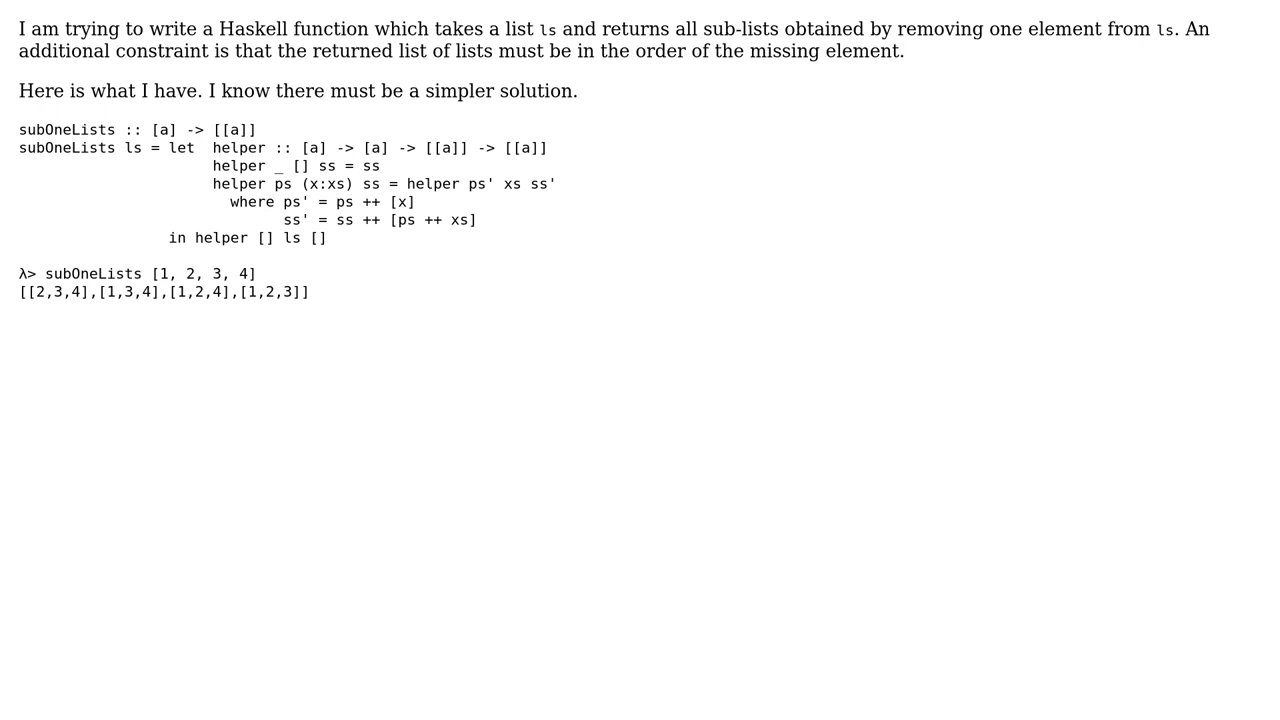 I am trying to write a Haskell function which takes a list ls and returns all sub-lists obtained by removing one element from ls. An
additional constraint is that the returned list of lists must be in the order of the missing element.
Here is what I have. I know there must be a simpler solution.
subOneLists :: [a] -> [[a]]
subOneLists ls = let  helper :: [a] -> [a] -> [[a]] -> [[a]]
                      helper _ [] ss = ss
                      helper ps (x:xs) ss = helper ps' xs ss'
                        where ps' = ps ++ [x]
                              ss' = ss ++ [ps ++ xs]
                 in helper [] ls []
λ> subOneLists [1, 2, 3, 4]
[[2,3,4],[1,3,4],[1,2,4],[1,2,3]]